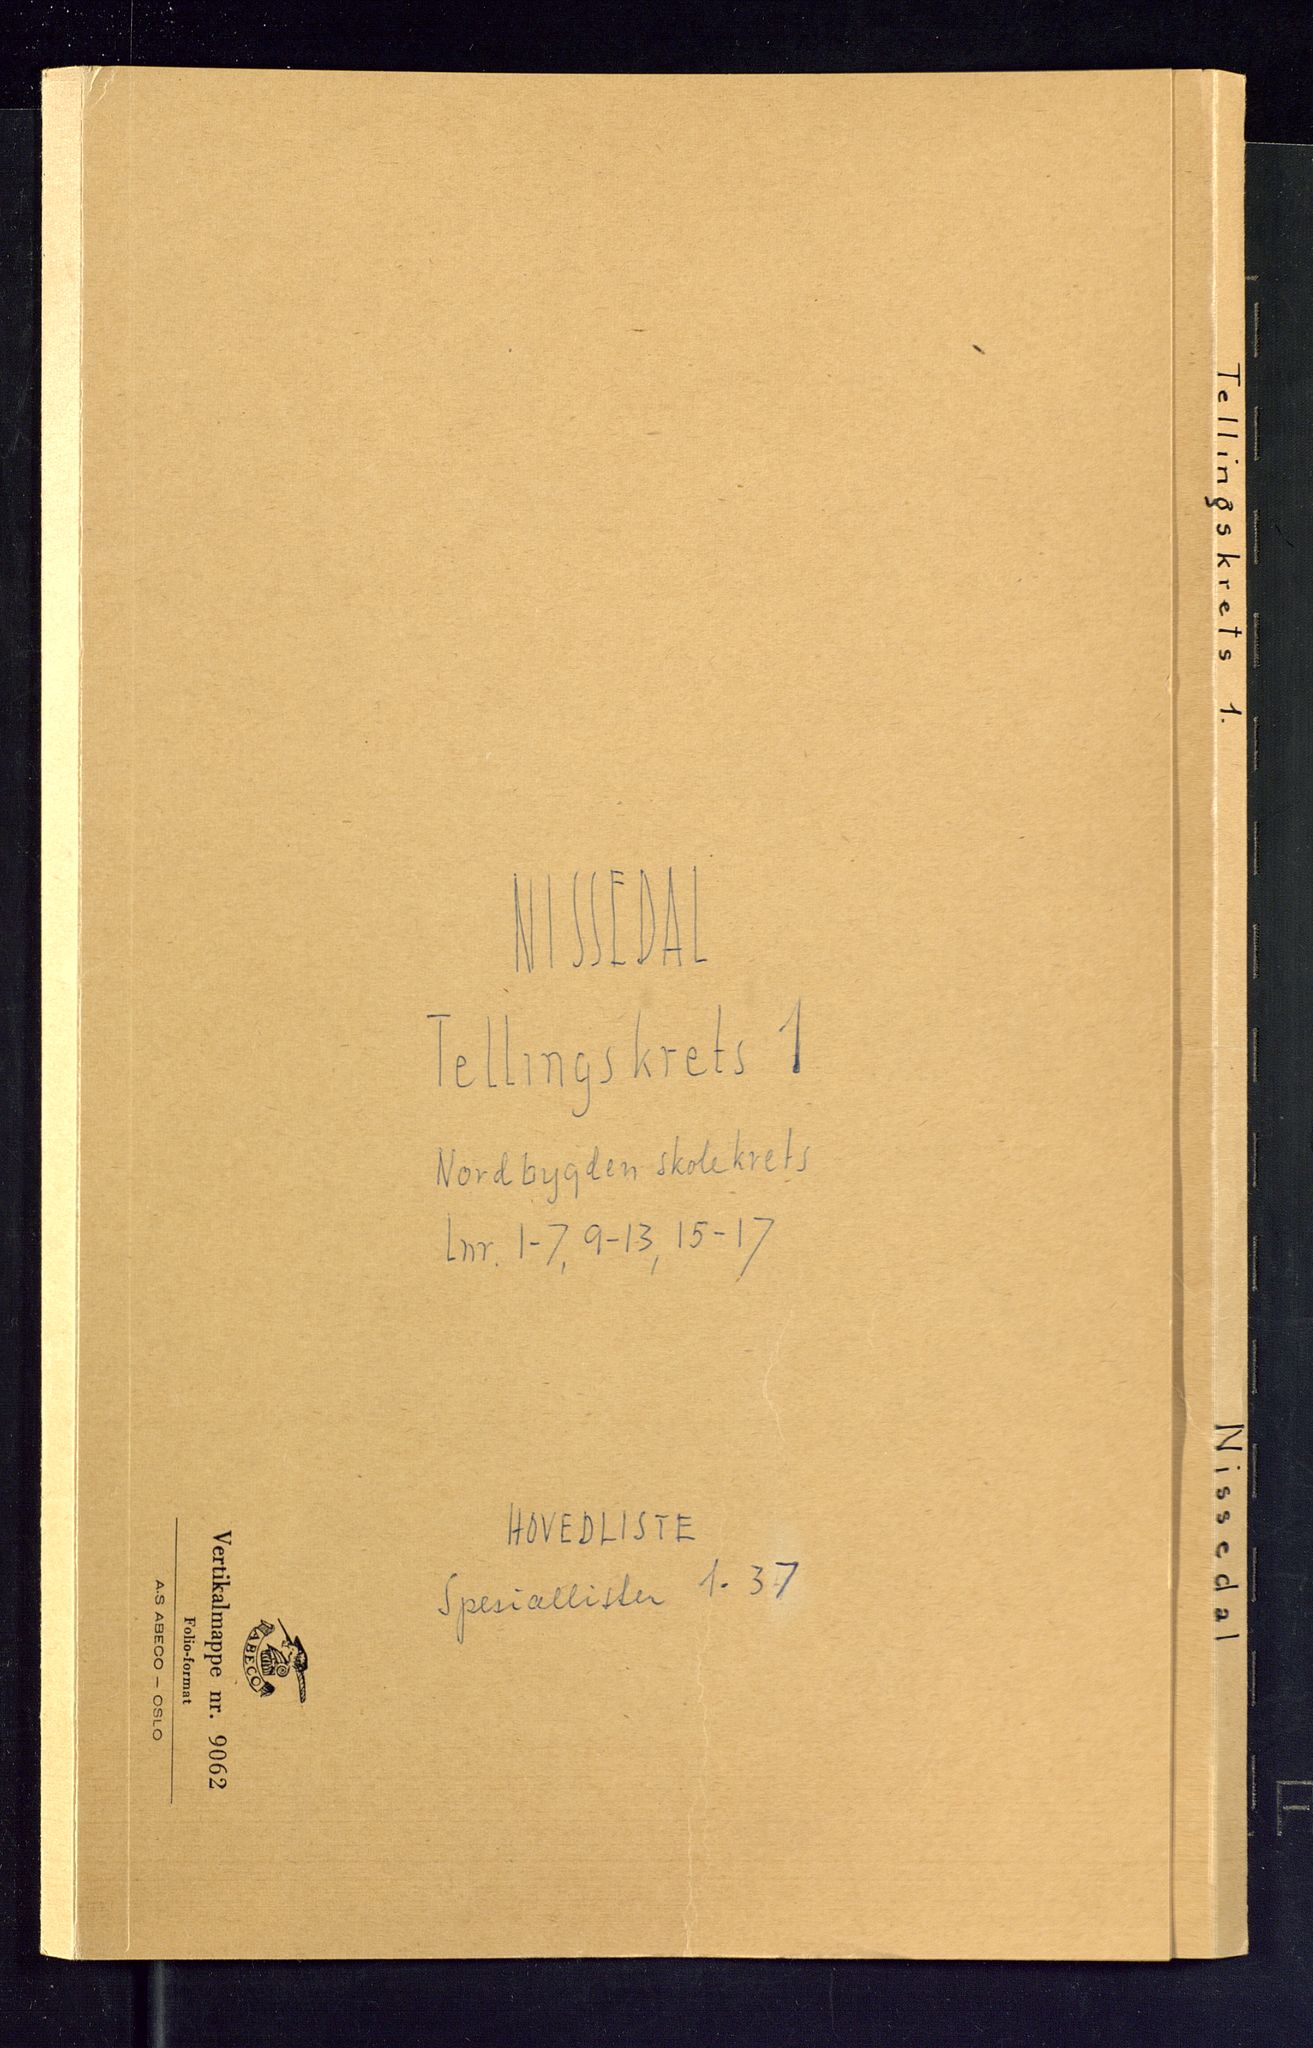 NISSEDAL
Tellingskrets 1
Nordbygden skolekrets
Lnr. 1-7, 9-13, 15-17
HOVEDLISTE
Spesiallister 1-37
ABECO
Vertikalmappe nr. 9062
Folio-format
A.S ABECO – OSLO
Tellingskrets 1.
Nissedal